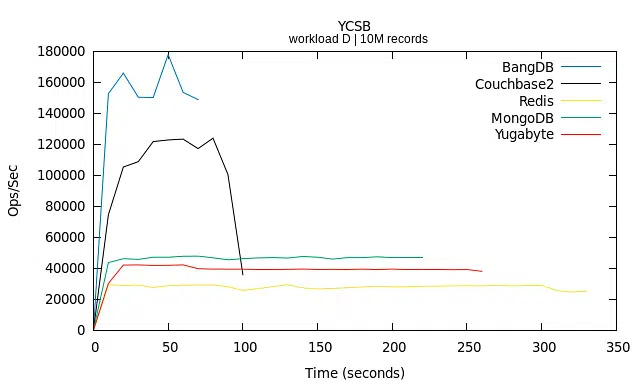 YCSB
workload D | 10M records
180000
160000
140000
120000
100000
80000
60000
40000
20000
0
Ops/Sec
BangDB
Couchbase2
Redis
MongoDB
Yugabyte
0 50 100 150 200 250 300 350
Time (seconds)